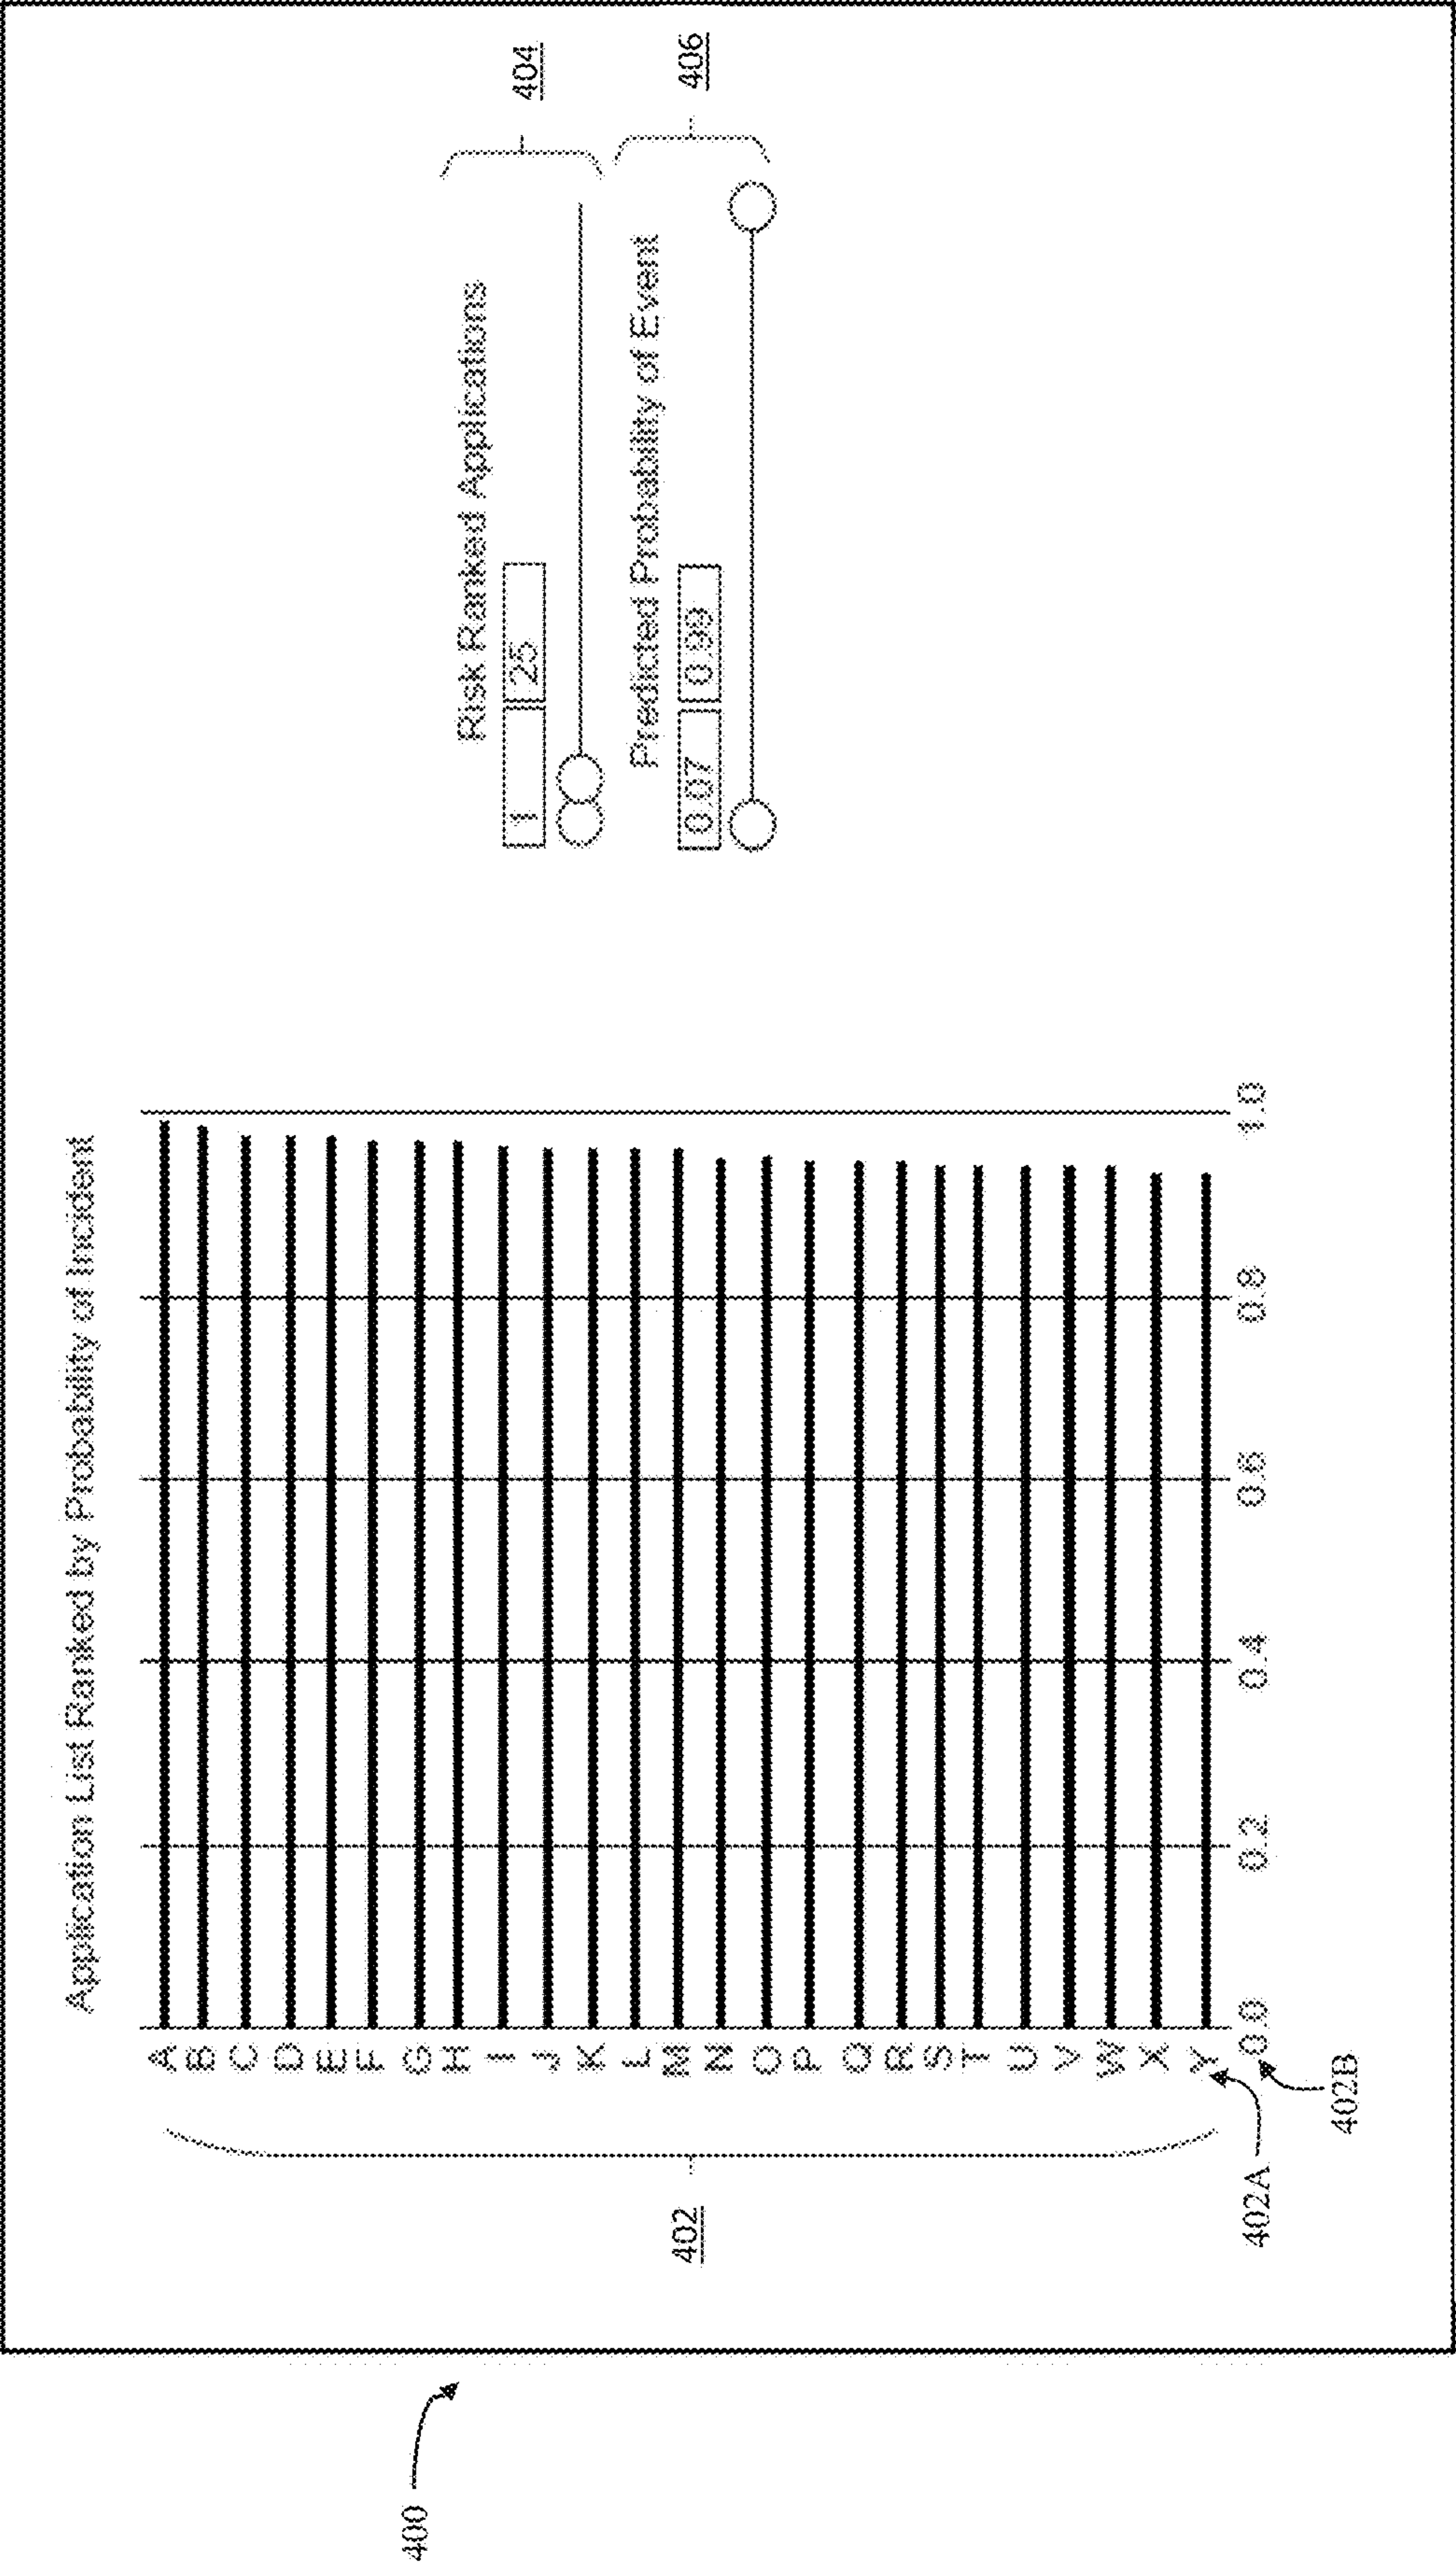 400
Application List Ranked by Probability of Incident
402
A
B
C
D
E
F
G
H
I
J
K
L
M
N
O
P
Q
R
S
T
U
V
W
X
Y
0.0 0.2 0.4 0.6 0.8 1.0
402A
402B
Risk Ranked Applications
1 25
404
Predicted Probability of Event
0.07 0.99
406